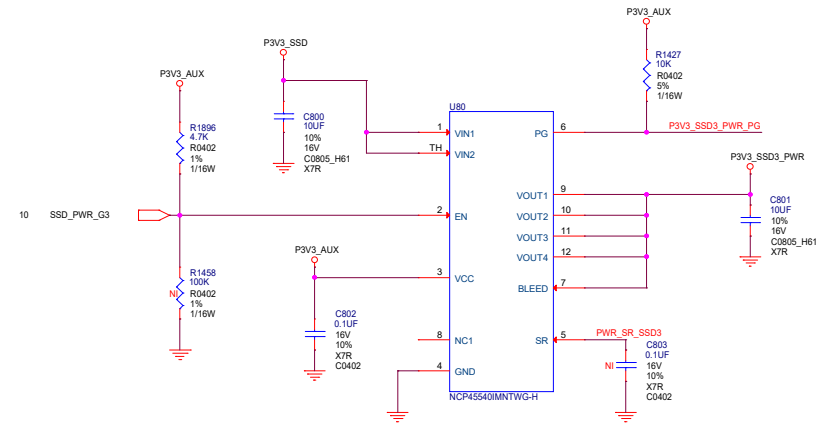 P3V3_AUX
P3V3_SSD
P3V3_AUX
R1427
10K
R0402
5%
1/16W
R1896
4.7K
R0402
1%
1/16W
C800
10UF
10%
16V
C0805_H61
X7R
U80
1 VIN1
TH VIN2
PG 6
P3V3_SSD3_PWR_PG
P3V3_SSD3_PWR
10 SSD_PWR_G3
2 EN
VOUT1 9
VOUT2 10
VOUT3 11
VOUT4 12
BLEED 7
C801
10UF
10%
16V
C0805_H61
X7R
P3V3_AUX
3 VCC
R1458
100K
NI
R0402
1%
1/16W
C802
0.1UF
16V
10%
X7R
C0402
8 NC1
4 GND
SR 5
PWR_SR_SSD3
C803
0.1UF
NI
16V
10%
X7R
C0402
NCP45540IMNTWG-H